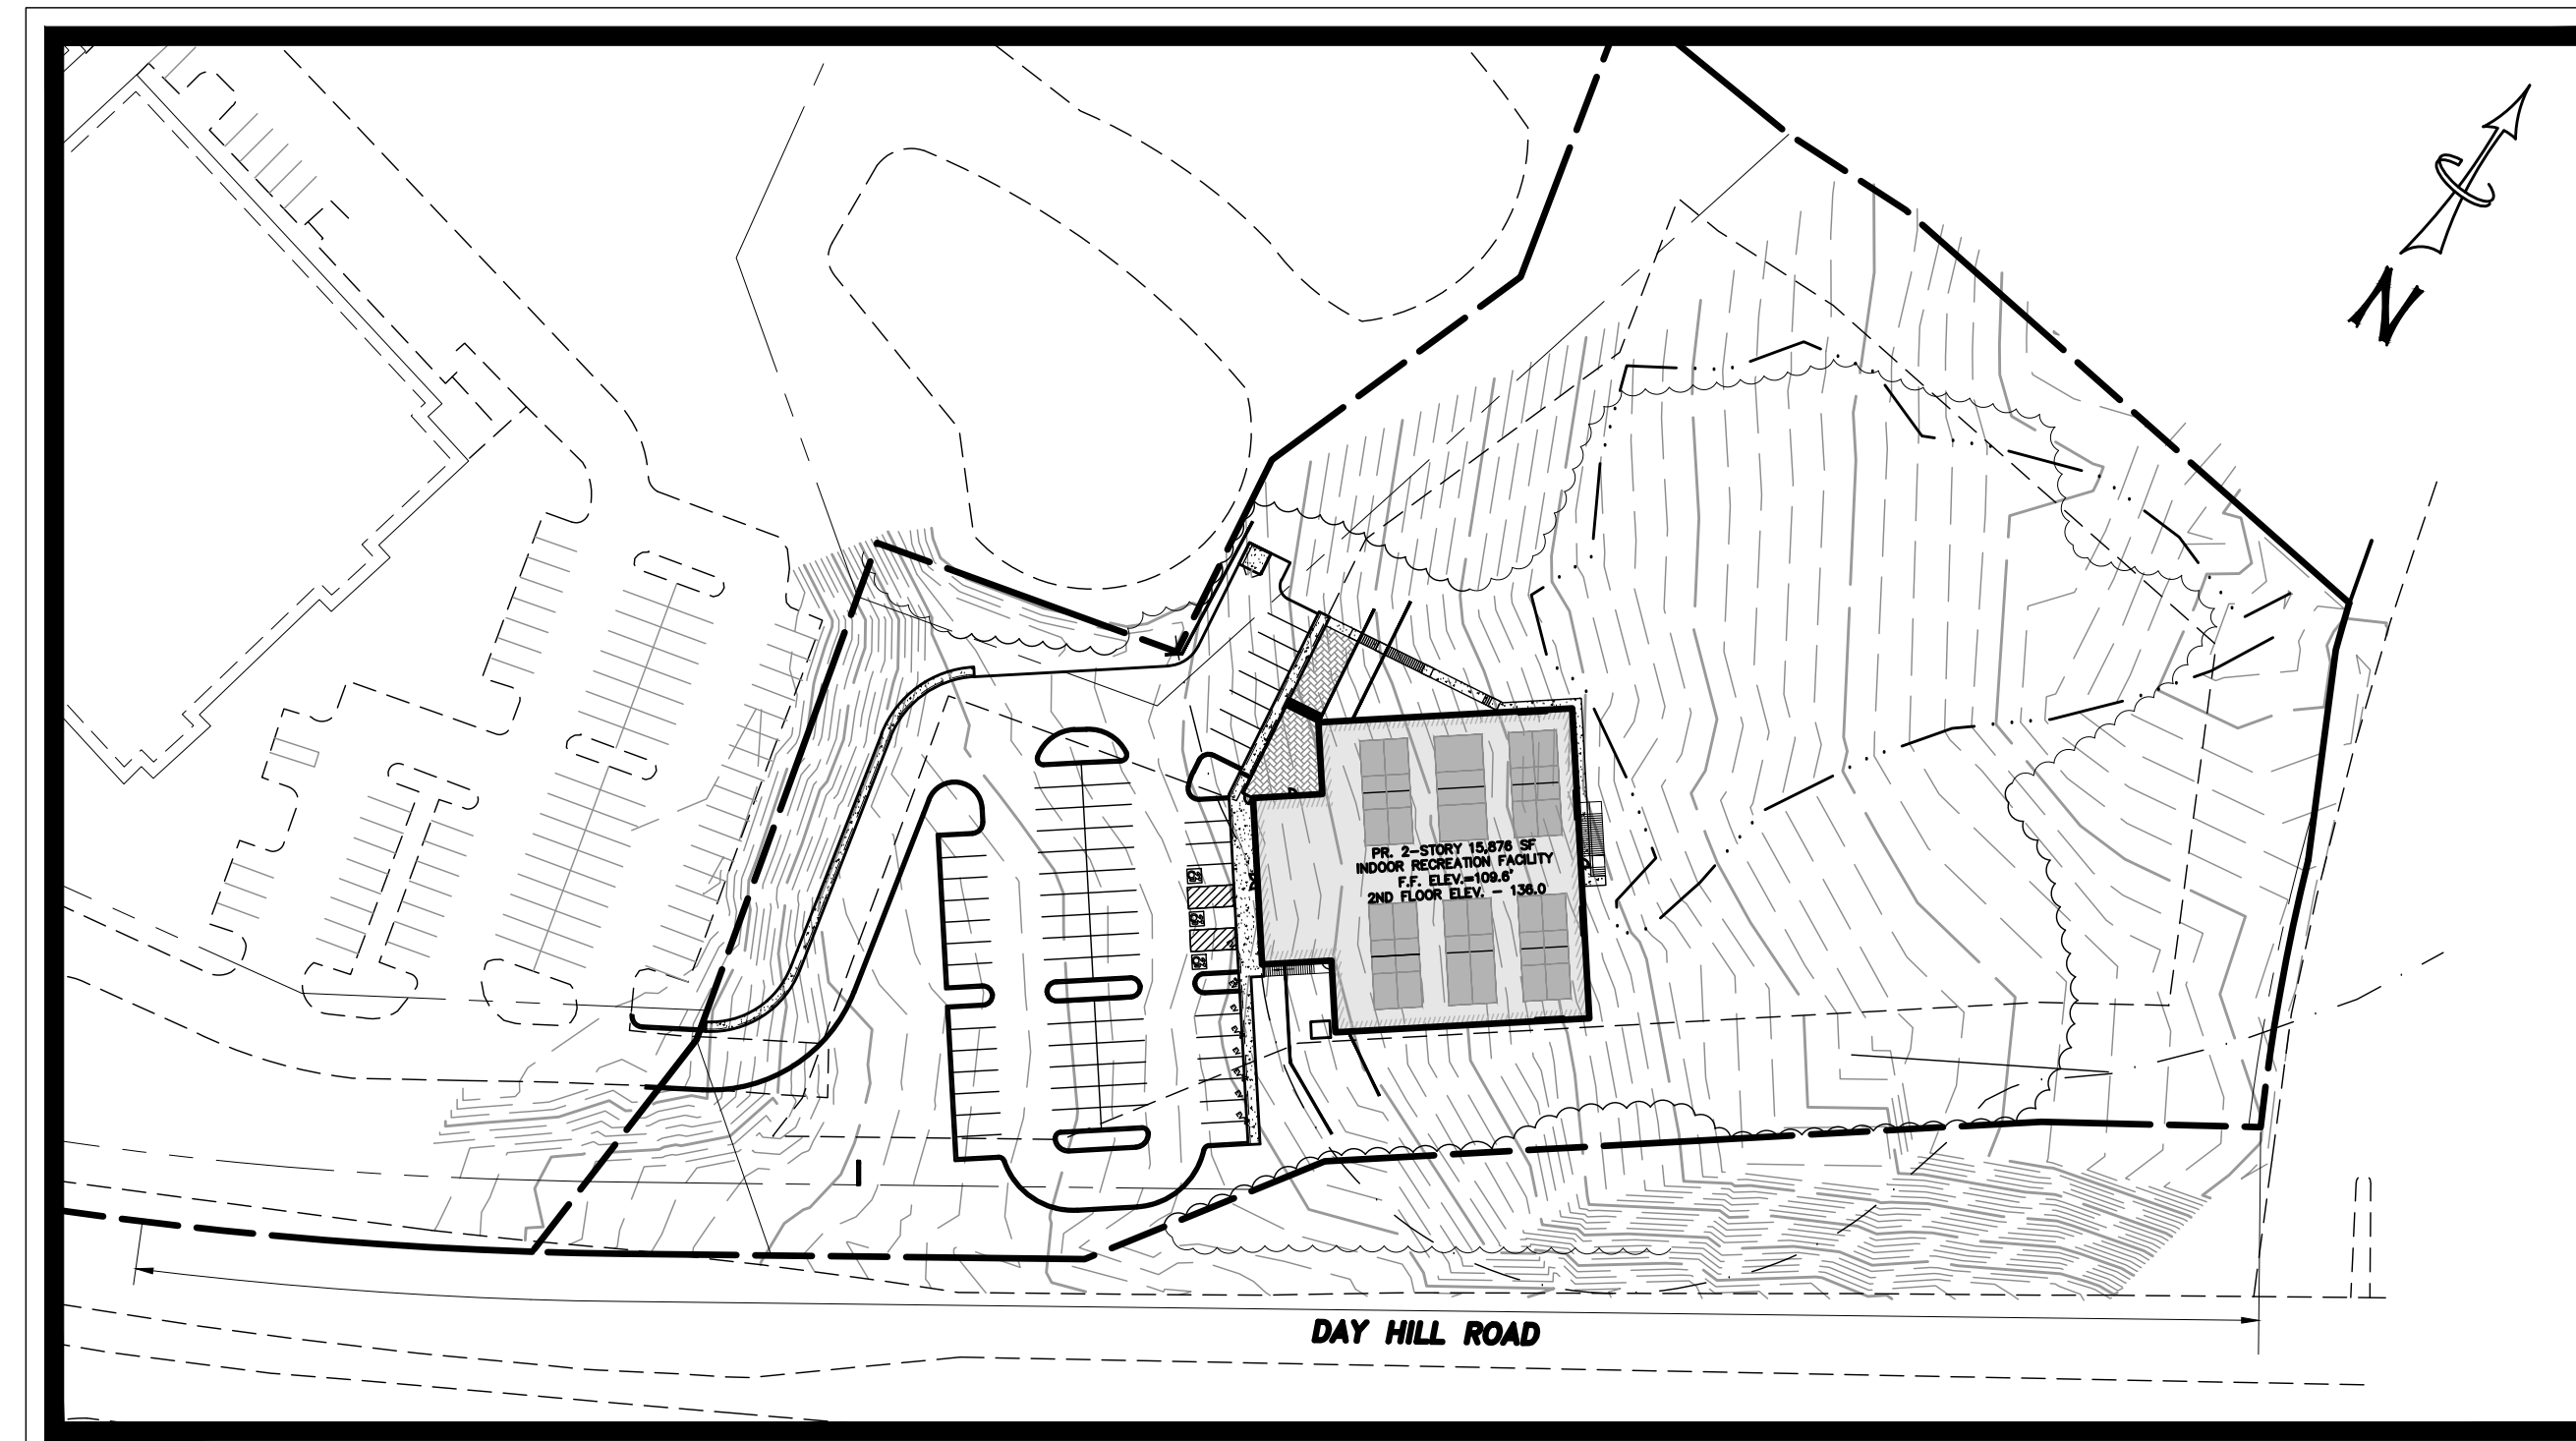 N
PR. 2-STORY 15,876 SF
INDOOR RECREATION FACILITY
F.F. ELEV.=109.6'
2ND FLOOR ELEV. - 136.0
DAY HILL ROAD